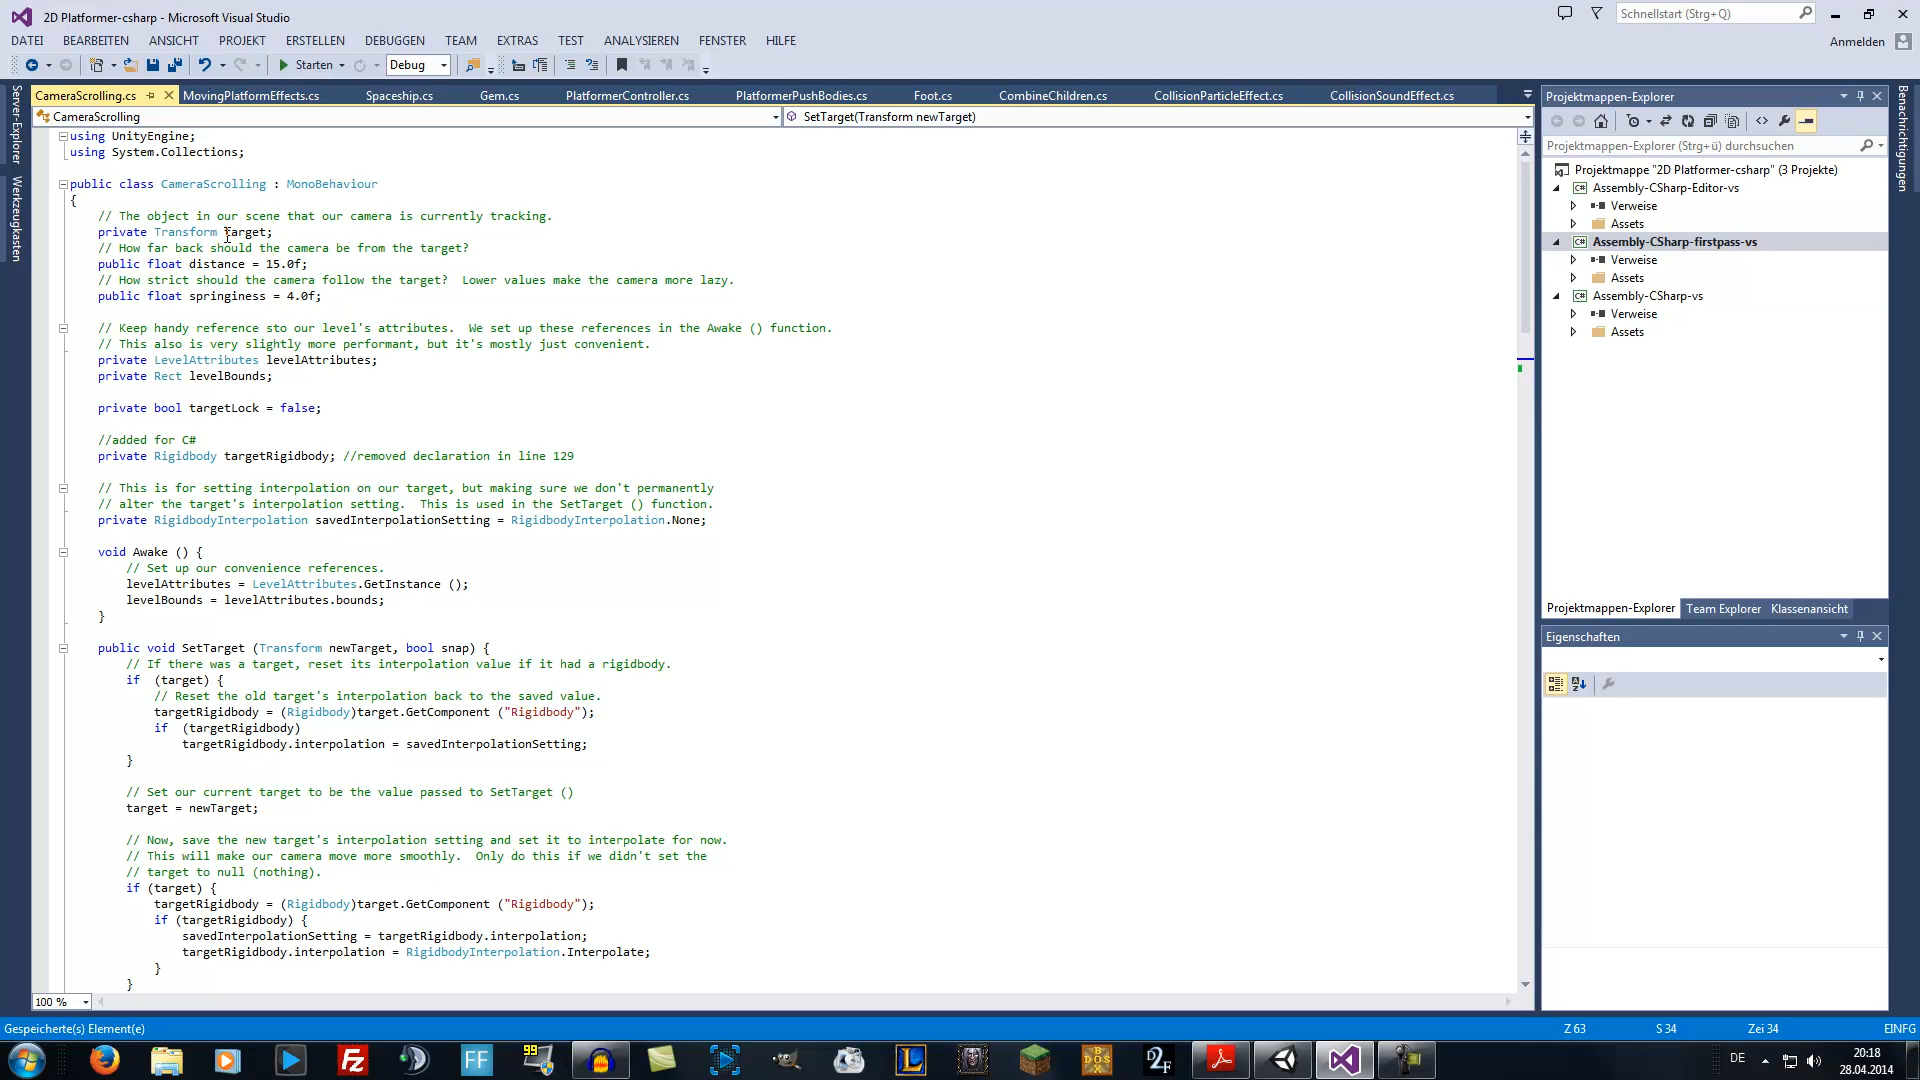 2D Platformer-csharp - Microsoft Visual Studio
Schnellstart (Strg+Q)
DATEI BEARBEITEN ANSICHT PROJEKT ERSTELLEN DEBUGGEN TEAM EXTRAS TEST ANALYSIEREN FENSTER HILFE
Anmelden
Starten Debug
Server-Explorer
Werkzeugkasten
CameraScrolling.cs MovingPlatformEffects.cs Spaceship.cs Gem.cs PlatformerController.cs PlatformerPushBodies.cs Foot.cs CombineChildren.cs CollisionParticleEffect.cs CollisionSoundEffect.cs
CameraScrolling SetTarget(Transform newTarget)
using UnityEngine;
using System.Collections;
public class CameraScrolling : MonoBehaviour
{
// The object in our scene that our camera is currently tracking.
private Transform target;
// How far back should the camera be from the target?
public float distance = 15.0f;
// How strict should the camera follow the target?  Lower values make the camera more lazy.
public float springiness = 4.0f;
// Keep handy reference sto our level's attributes.  We set up these references in the Awake () function.
// This also is very slightly more performant, but it's mostly just convenient.
private LevelAttributes levelAttributes;
private Rect levelBounds;
private bool targetLock = false;
//added for C#
private Rigidbody targetRigidbody; //removed declaration in line 129
// This is for setting interpolation on our target, but making sure we don't permanently
// alter the target's interpolation setting.  This is used in the SetTarget () function.
private RigidbodyInterpolation savedInterpolationSetting = RigidbodyInterpolation.None;
void Awake () {
// Set up our convenience references.
levelAttributes = LevelAttributes.GetInstance ();
levelBounds = levelAttributes.bounds;
}
public void SetTarget (Transform newTarget, bool snap) {
// If there was a target, reset its interpolation value if it had a rigidbody.
if  (target) {
// Reset the old target's interpolation back to the saved value.
targetRigidbody = (Rigidbody)target.GetComponent ("Rigidbody");
if  (targetRigidbody)
targetRigidbody.interpolation = savedInterpolationSetting;
}
// Set our current target to be the value passed to SetTarget ()
target = newTarget;
// Now, save the new target's interpolation setting and set it to interpolate for now.
// This will make our camera move more smoothly.  Only do this if we didn't set the
// target to null (nothing).
if (target) {
targetRigidbody = (Rigidbody)target.GetComponent ("Rigidbody");
if (targetRigidbody) {
savedInterpolationSetting = targetRigidbody.interpolation;
targetRigidbody.interpolation = RigidbodyInterpolation.Interpolate;
}
}
100 %
Projektmappen-Explorer
Projektmappen-Explorer (Strg+ü) durchsuchen
Projektmappe "2D Platformer-csharp" (3 Projekte)
Assembly-CSharp-Editor-vs
Verweise
Assets
Assembly-CSharp-firstpass-vs
Verweise
Assets
Assembly-CSharp-vs
Verweise
Assets
Projektmappen-Explorer Team Explorer Klassenansicht
Eigenschaften
Benachrichtigungen
Gespeicherte(s) Element(e) Z 63 S 34 Zei 34 EINFG
FZ FF 99 L BOX DOS 2F
DE 20:18
28.04.2014